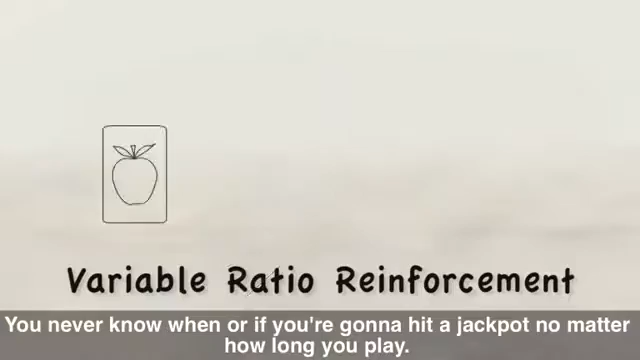 Variable Ratio Reinforcement
You never know when or if you're gonna hit a jackpot no matter
how long you play.